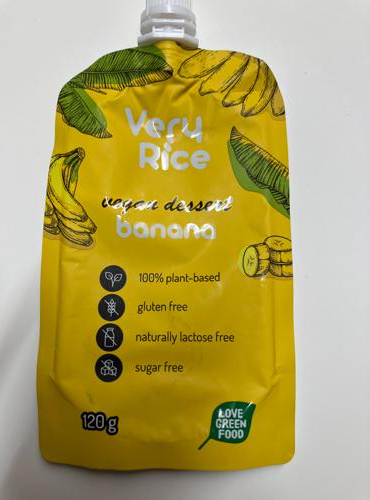 Very
Rice
vegan dessert
banana
100% plant-based
gluten free
naturally lactose free
sugar free
120 g
LOVE
GREEN
FOOD